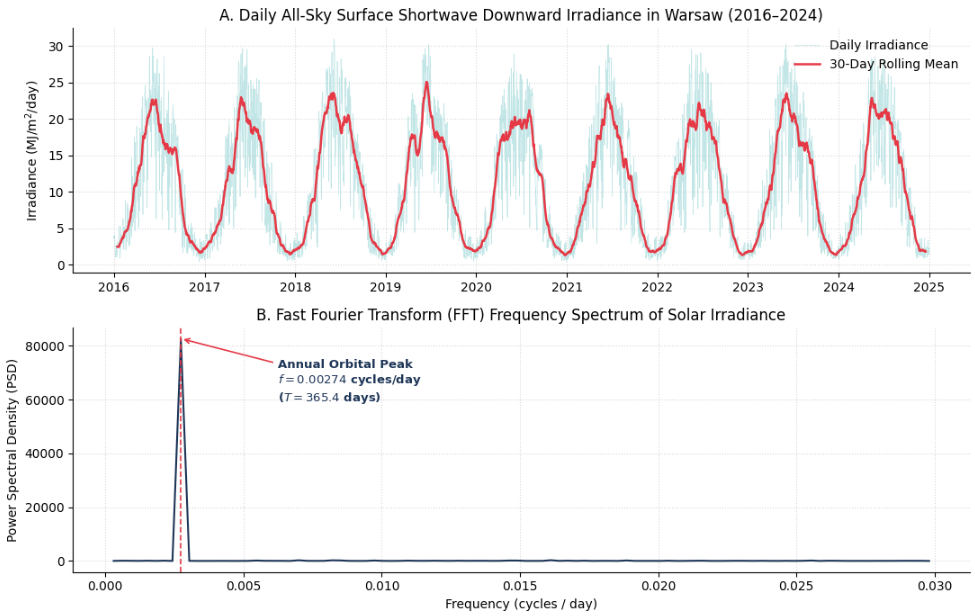 A. Daily All-Sky Surface Shortwave Downward Irradiance in Warsaw (2016–2024)
Irradiance (MJ/m²/day)
30
25
20
15
10
5
0
Daily Irradiance
30-Day Rolling Mean
2016 2017 2018 2019 2020 2021 2022 2023 2024 2025
B. Fast Fourier Transform (FFT) Frequency Spectrum of Solar Irradiance
Power Spectral Density (PSD)
80000
60000
40000
20000
0
Annual Orbital Peak
f = 0.00274 cycles/day
(T = 365.4 days)
0.000 0.005 0.010 0.015 0.020 0.025 0.030
Frequency (cycles / day)